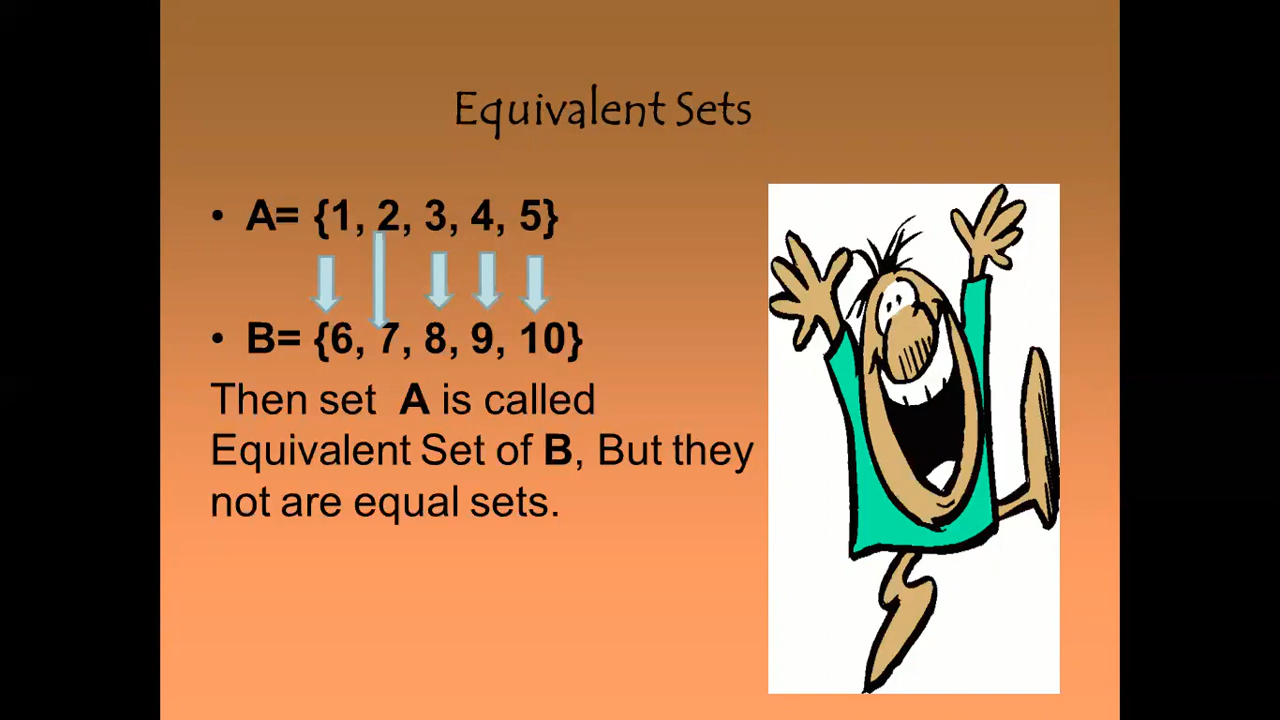 Equivalent Sets
• A= {1, 2, 3, 4, 5}
• B= {6, 7, 8, 9, 10}
Then set A is called
Equivalent Set of B, But they
not are equal sets.